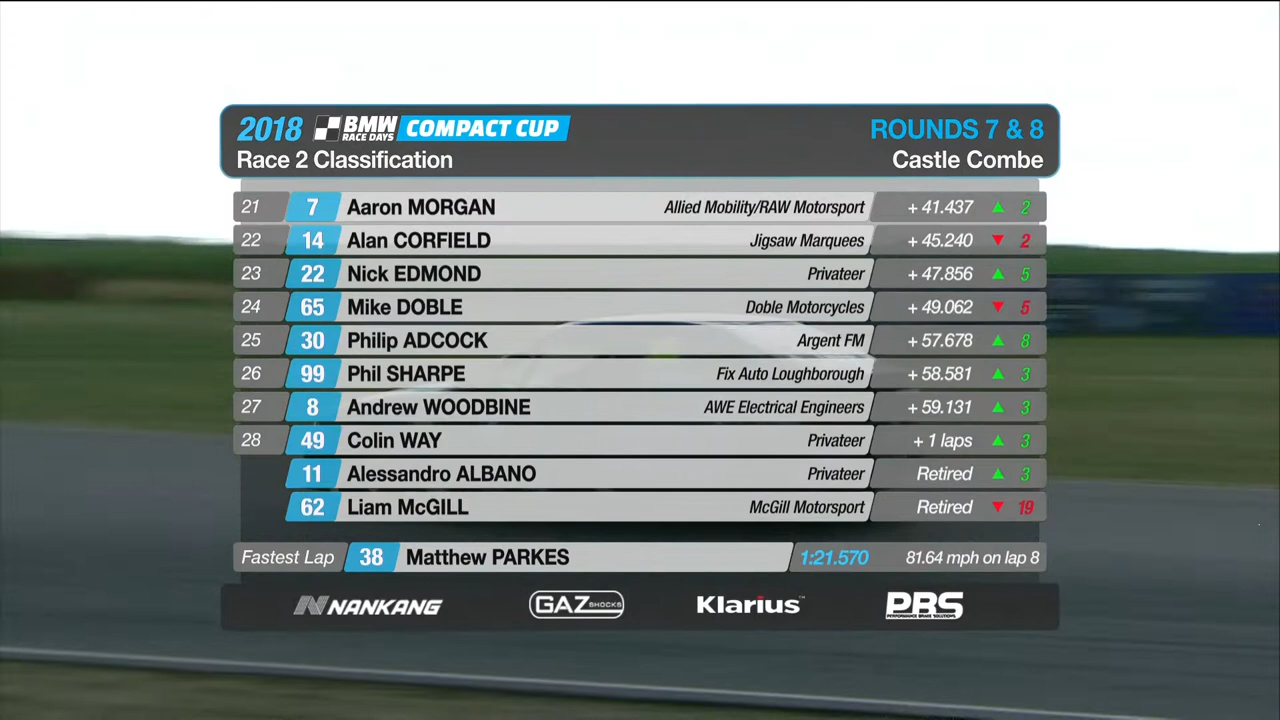 2018 BMW RACE DAYS COMPACT CUP ROUNDS 7 & 8
Race 2 Classification Castle Combe
21 7 Aaron MORGAN Allied Mobility/RAW Motorsport + 41.437 ▲ 2
22 14 Alan CORFIELD Jigsaw Marquees + 45.240 ▼ 2
23 22 Nick EDMOND Privateer + 47.856 ▲ 5
24 65 Mike DOBLE Doble Motorcycles + 49.062 ▼ 5
25 30 Philip ADCOCK Argent FM + 57.678 ▲ 8
26 99 Phil SHARPE Fix Auto Loughborough + 58.581 ▲ 3
27 8 Andrew WOODBINE AWE Electrical Engineers + 59.131 ▲ 3
28 49 Colin WAY Privateer + 1 laps ▲ 3
11 Alessandro ALBANO Privateer Retired ▲ 3
62 Liam McGILL McGill Motorsport Retired ▼ 19
Fastest Lap 38 Matthew PARKES 1:21.570 81.64 mph on lap 8
NANKANG GAZ SHOCKS Klarius™ PBS
PERFORMANCE BRAKE SOLUTIONS